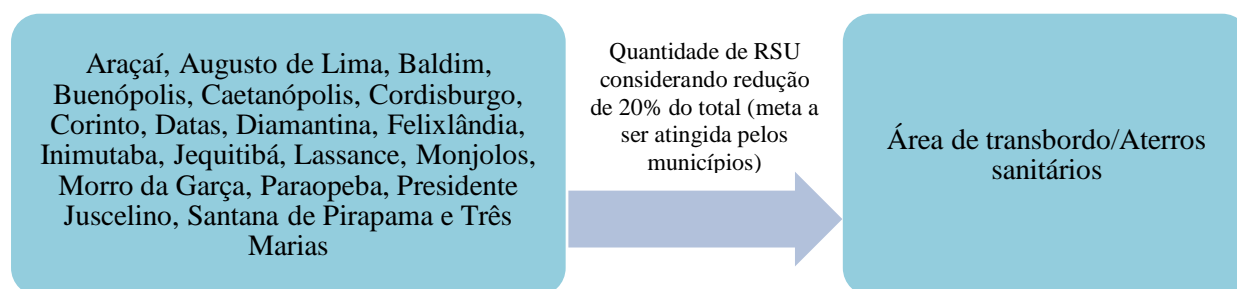 Araçaí, Augusto de Lima, Baldim,
Buenópolis, Caetanópolis, Cordisburgo,
Corinto, Datas, Diamantina, Felixlândia,
Inimutaba, Jequitibá, Lassance, Monjolos,
Morro da Garça, Paraopeba, Presidente
Juscelino, Santana de Pirapama e Três
Marias
Quantidade de RSU
considerando redução
de 20% do total (meta a
ser atingida pelos
municípios)
Área de transbordo/Aterros
sanitários